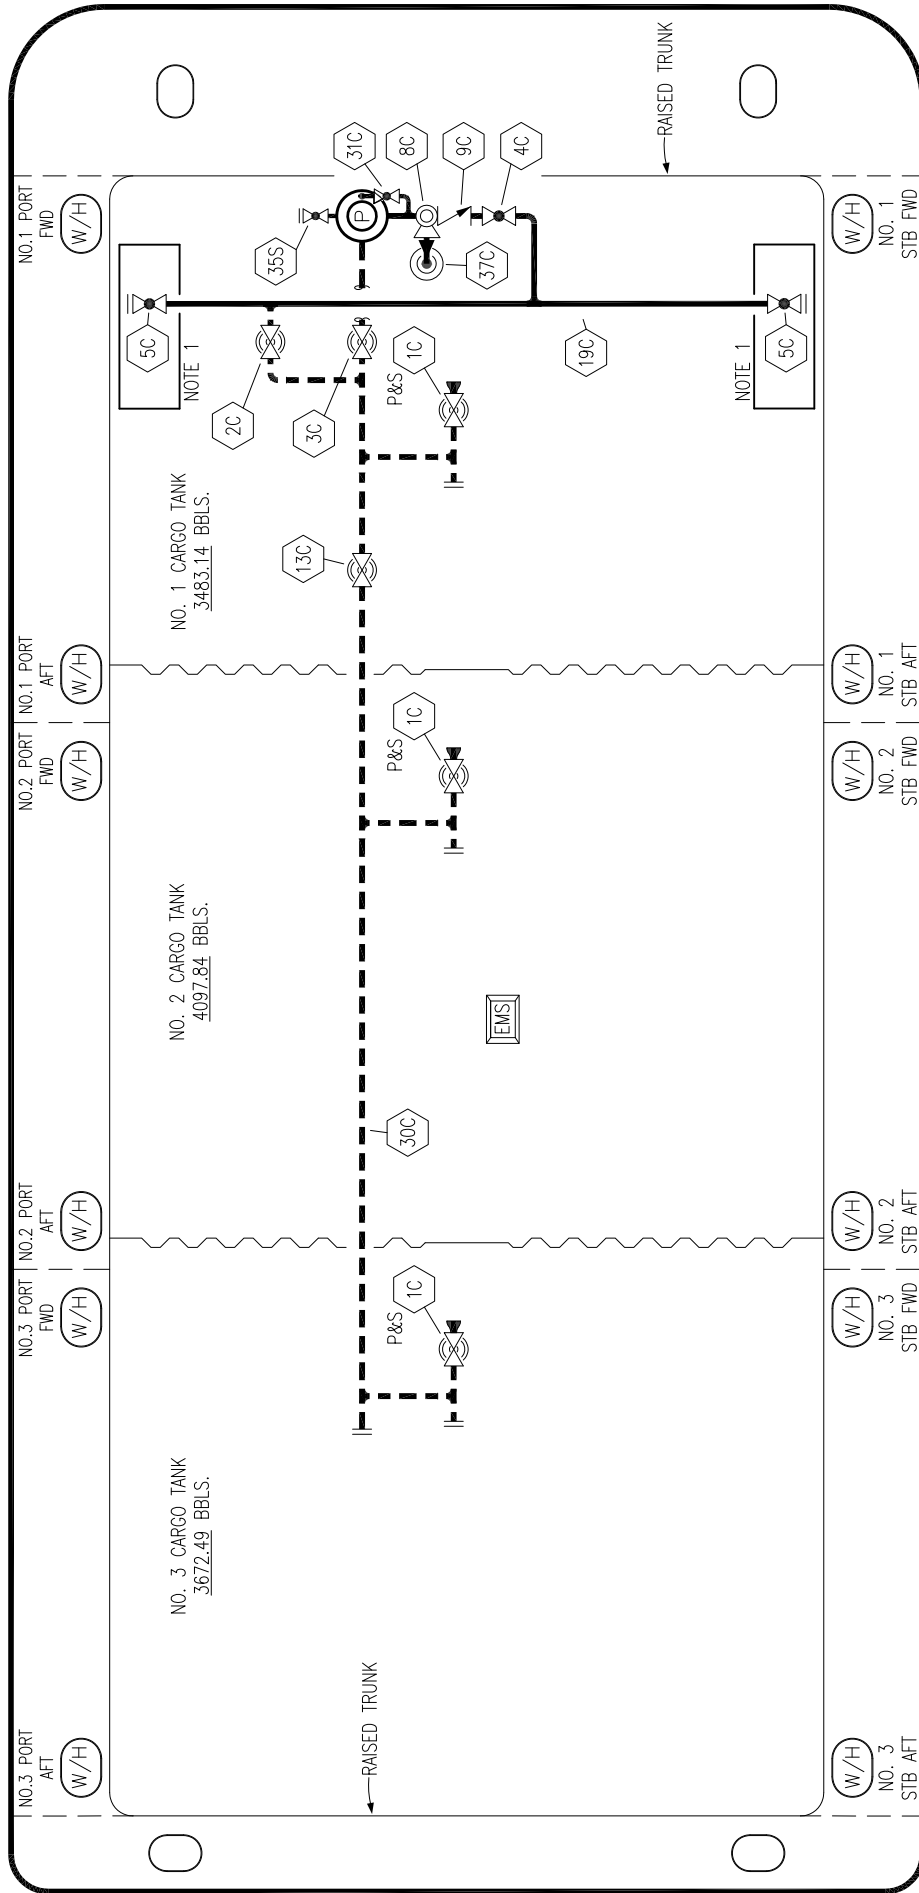 NO.3 PORT
AFT
W/H
NO.3 PORT
FWD
W/H
NO.2 PORT
AFT
W/H
NO.2 PORT
FWD
W/H
NO.1 PORT
AFT
W/H
NO.1 PORT
FWD
W/H
NO. 3 CARGO TANK
3672.49 BBLS.
NO. 2 CARGO TANK
4097.84 BBLS.
NO. 1 CARGO TANK
3483.14 BBLS.
5C
NOTE 1
2C
3C
13C
35S
P
31C
8C
9C
4C
37C
RAISED TRUNK
P&S
1C
P&S
1C
P&S
1C
30C
EMS
19C
RAISED TRUNK
NOTE 1
5C
W/H
NO. 3
STB AFT
W/H
NO. 3
STB FWD
W/H
NO. 2
STB AFT
W/H
NO. 2
STB FWD
W/H
NO. 1
STB AFT
W/H
NO. 1
STB FWD